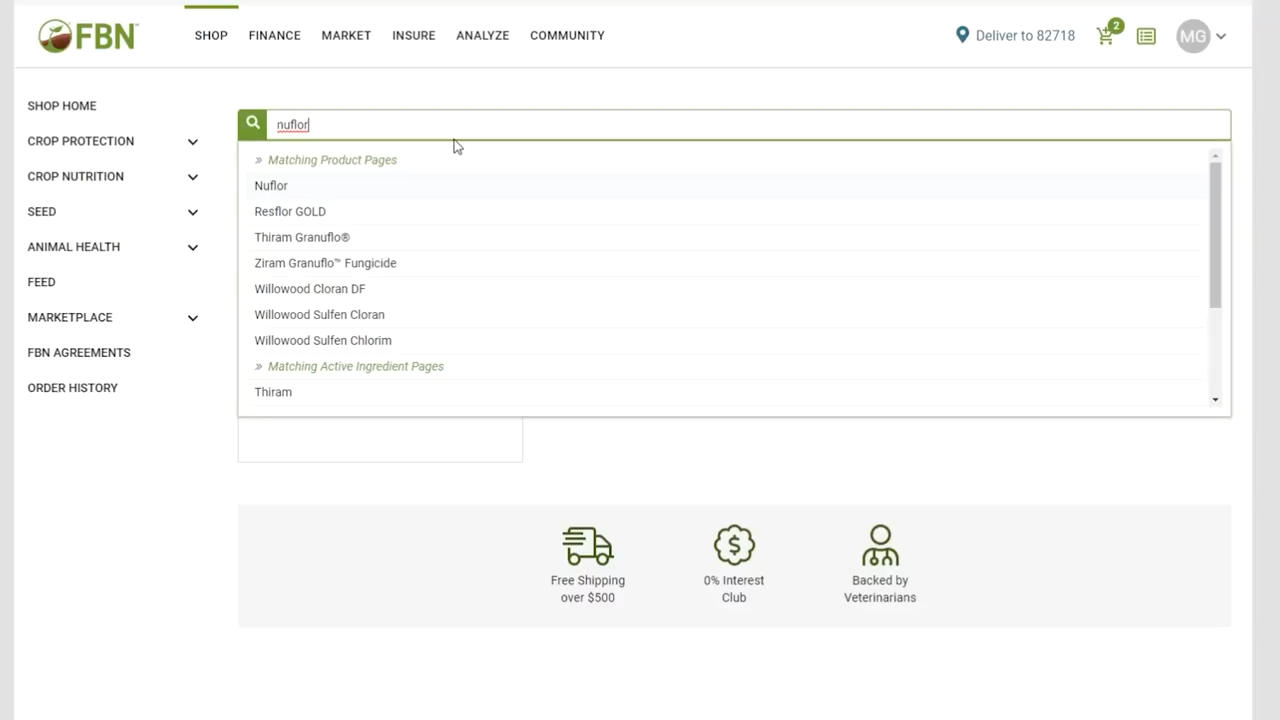 FBN™
SHOP
FINANCE
MARKET
INSURE
ANALYZE
COMMUNITY
Deliver to 82718
2
MG
SHOP HOME
CROP PROTECTION
CROP NUTRITION
SEED
ANIMAL HEALTH
FEED
MARKETPLACE
FBN AGREEMENTS
ORDER HISTORY
nuflor
» Matching Product Pages
Nuflor
Resflor GOLD
Thiram Granuflo®
Ziram Granuflo™ Fungicide
Willowood Cloran DF
Willowood Sulfen Cloran
Willowood Sulfen Chlorim
» Matching Active Ingredient Pages
Thiram
Free Shipping
over $500
0% Interest
Club
Backed by
Veterinarians